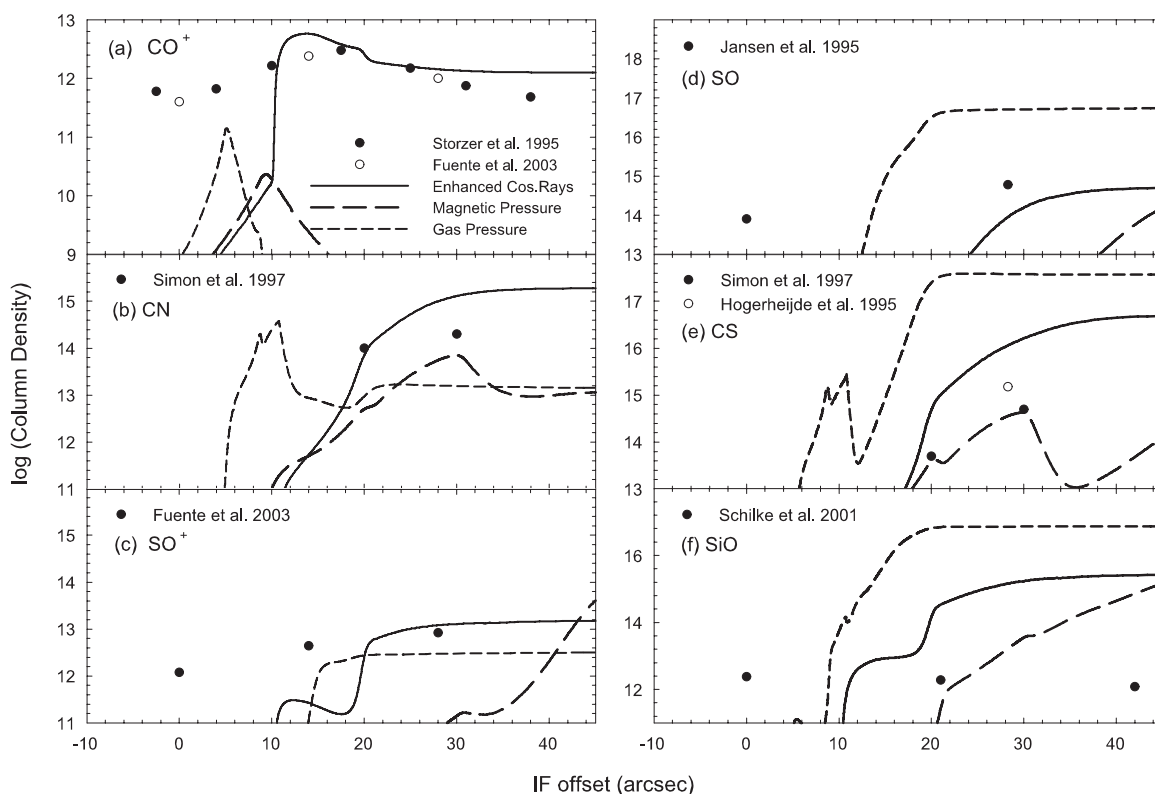 13
12
11
10
9
(a) CO+
Storzer et al. 1995
Fuente et al. 2003
Enhanced Cos.Rays
Magnetic Pressure
Gas Pressure
15
14
13
12
11
Simon et al. 1997
(b) CN
15
14
13
12
11
Fuente et al. 2003
(c) SO+
-10 0 10 20 30 40
18
17
16
15
14
13
Jansen et al. 1995
(d) SO
17
16
15
14
13
Simon et al. 1997
Hogerheijde et al. 1995
(e) CS
16
14
12
Schilke et al. 2001
(f) SiO
-10 0 10 20 30 40
log (Column Density)
IF offset (arcsec)